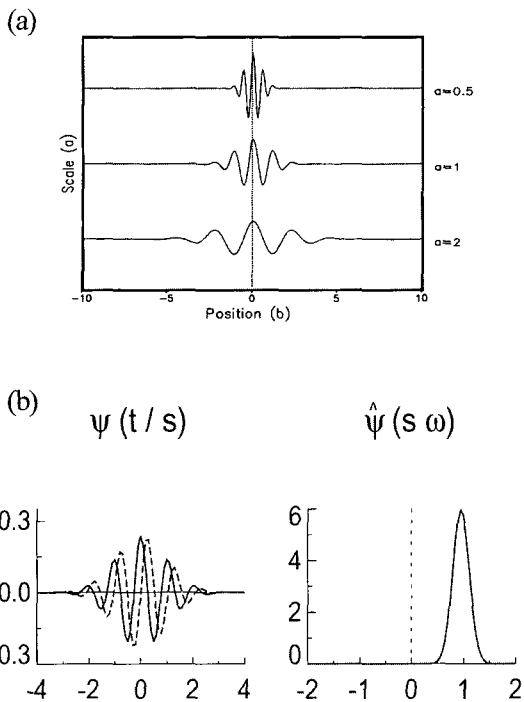 (a)
Scale (a)
a=0.5
a=1
a=2
-10 -5 0 5 10
Position (b)
(b)
ψ (t / s)
ψ̂ (s ω)
0.3
0.0
0.3
-4 -2 0 2 4
6
4
2
0
-2 -1 0 1 2